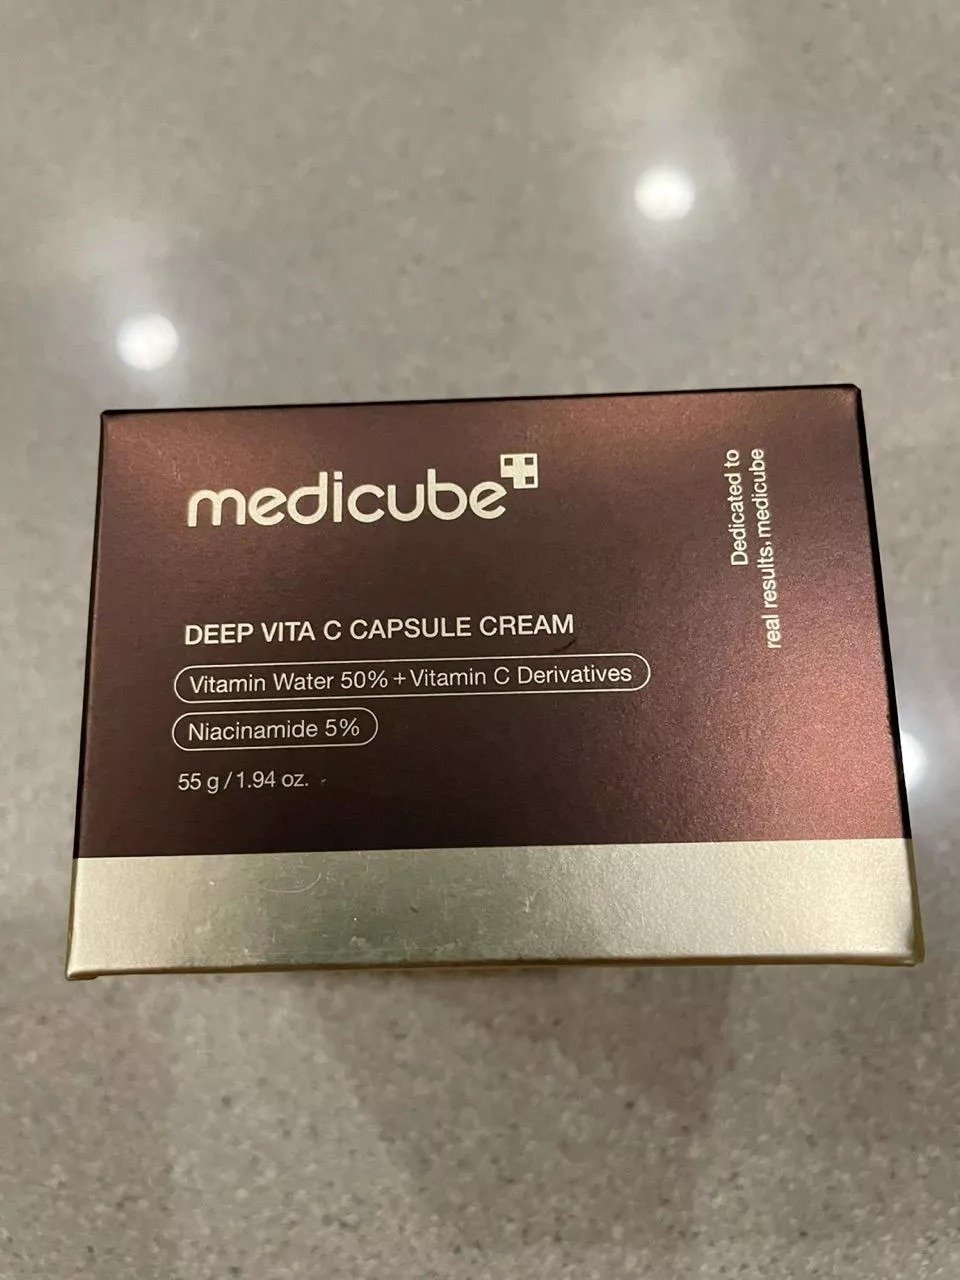 medicube
DEEP VITA C CAPSULE CREAM
Vitamin Water 50% + Vitamin C Derivatives
Niacinamide 5%
55 g / 1.94 oz.
Dedicated to
real results, medicube